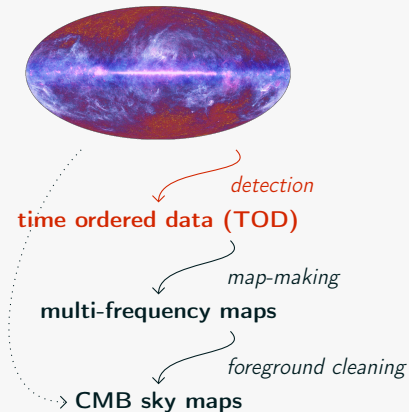 detection
time ordered data (TOD)
map-making
multi-frequency maps
foreground cleaning
CMB sky maps